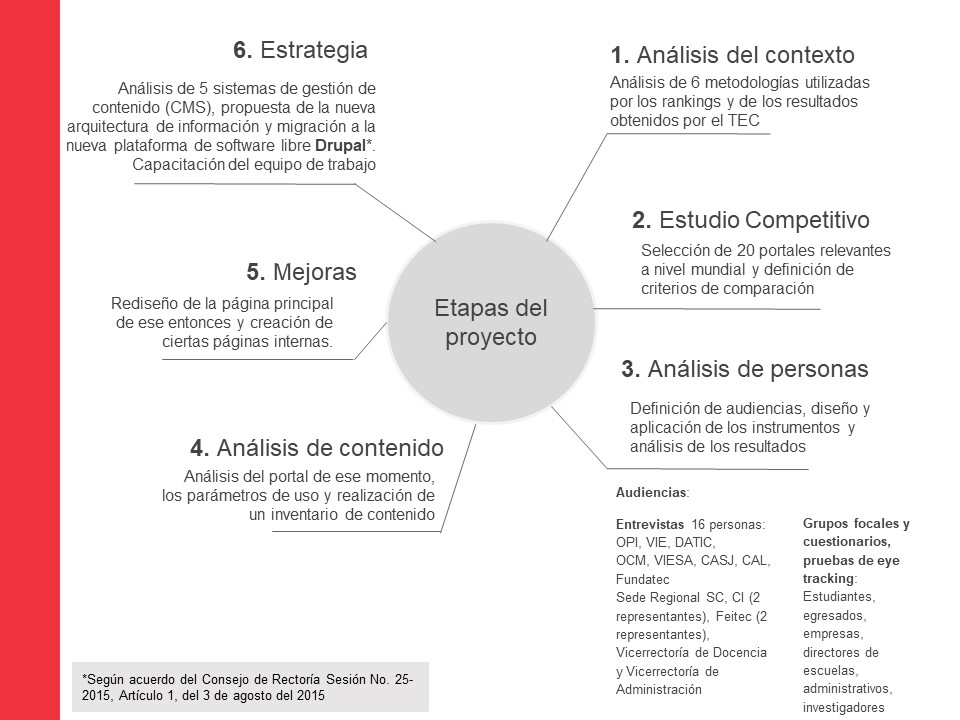 Etapas del
proyecto
1. Análisis del contexto
Análisis de 6 metodologías utilizadas
por los rankings y de los resultados
obtenidos por el TEC
2. Estudio Competitivo
Selección de 20 portales relevantes
a nivel mundial y definición de
criterios de comparación
3. Análisis de personas
Definición de audiencias, diseño y
aplicación de los instrumentos y
análisis de los resultados
Audiencias:
Entrevistas 16 personas:
OPI, VIE, DATIC,
OCM, VIESA, CASJ, CAL,
Fundatec
Sede Regional SC, CI (2
representantes), Feitec (2
representantes),
Vicerrectoría de Docencia
y Vicerrectoría de
Administración
Grupos focales y
cuestionarios,
pruebas de eye
tracking:
Estudiantes,
egresados,
empresas,
directores de
escuelas,
administrativos,
investigadores
4. Análisis de contenido
Análisis del portal de ese momento,
los parámetros de uso y realización de
un inventario de contenido
5. Mejoras
Rediseño de la página principal
de ese entonces y creación de
ciertas páginas internas.
6. Estrategia
Análisis de 5 sistemas de gestión de
contenido (CMS), propuesta de la nueva
arquitectura de información y migración a la
nueva plataforma de software libre Drupal*.
Capacitación del equipo de trabajo
*Según acuerdo del Consejo de Rectoría Sesión No. 25-
2015, Artículo 1, del 3 de agosto del 2015